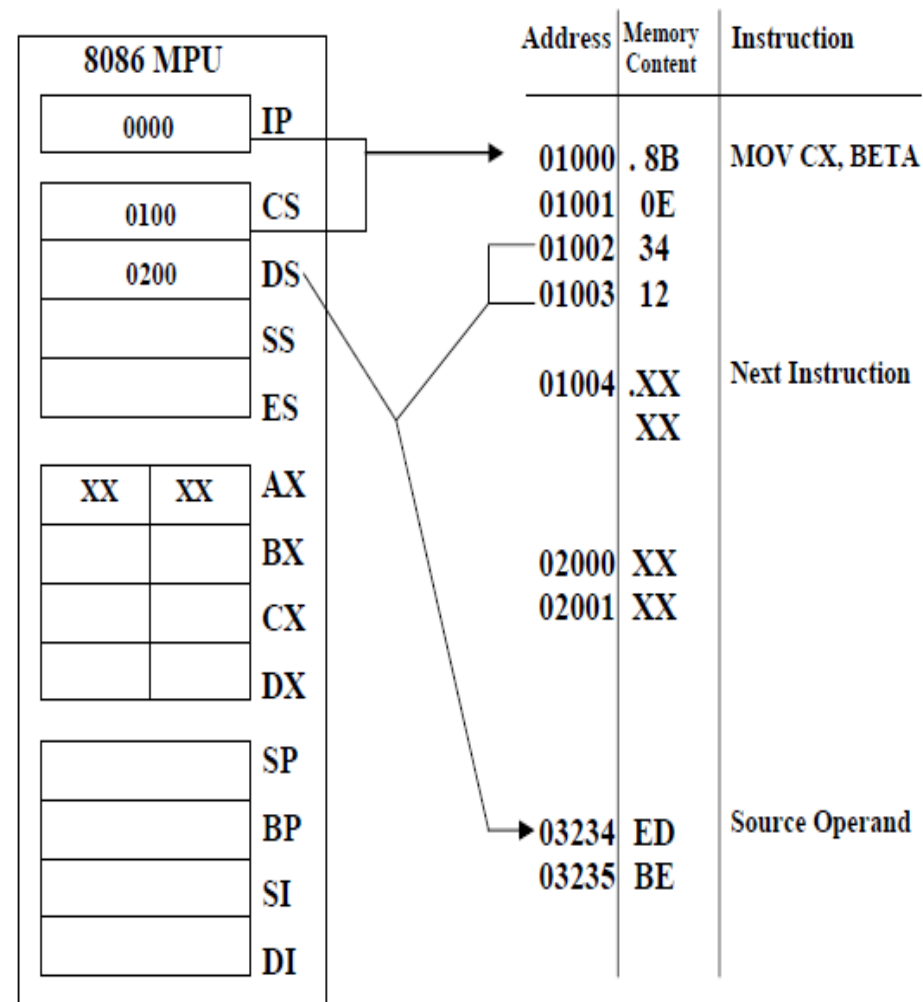 8086 MPU
0000 IP
0100 CS
0200 DS
SS
ES
XX XX AX
BX
CX
DX
SP
BP
SI
DI
Address Memory Content Instruction
01000 . 8B MOV CX, BETA
01001 0E
01002 34
01003 12
01004 .XX Next Instruction
XX
02000 XX
02001 XX
03234 ED Source Operand
03235 BE